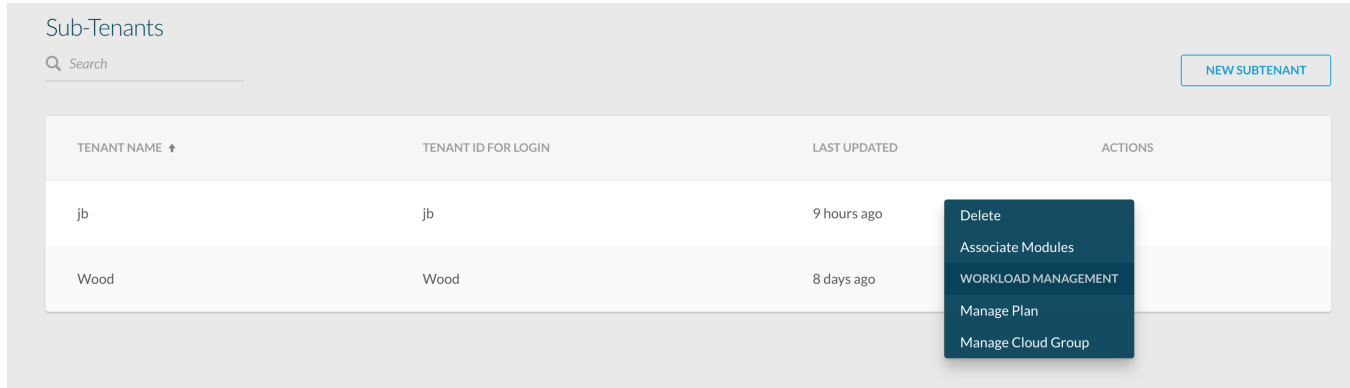 Sub-Tenants
Search
NEW SUBTENANT
TENANT NAME TENANT ID FOR LOGIN LAST UPDATED ACTIONS
jb jb 9 hours ago
Wood Wood 8 days ago
Delete
Associate Modules
WORKLOAD MANAGEMENT
Manage Plan
Manage Cloud Group